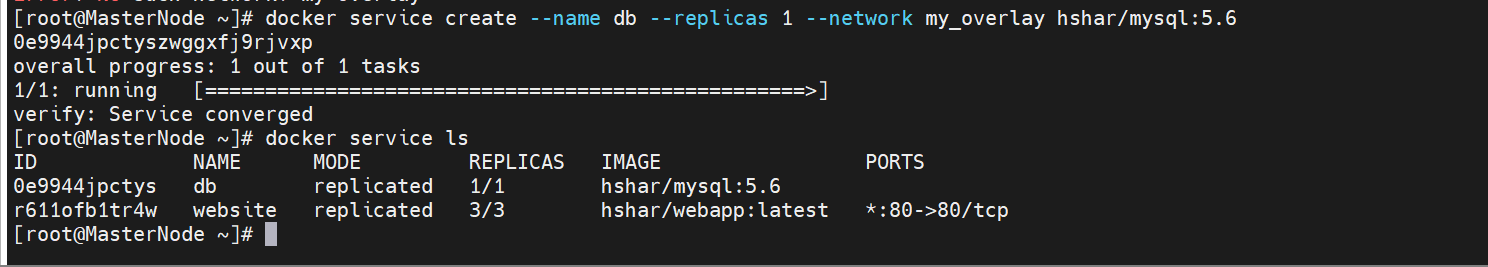 [root@MasterNode ~]# docker service create --name db --replicas 1 --network my_overlay hshar/mysql:5.6
0e9944jpctyszwggxfj9rjvxp
overall progress: 1 out of 1 tasks
1/1: running   [==================================================>]
verify: Service converged
[root@MasterNode ~]# docker service ls
ID             NAME      MODE         REPLICAS   IMAGE                 PORTS
0e9944jpctys   db        replicated   1/1        hshar/mysql:5.6
r611ofb1tr4w   website   replicated   3/3        hshar/webapp:latest   *:80->80/tcp
[root@MasterNode ~]#